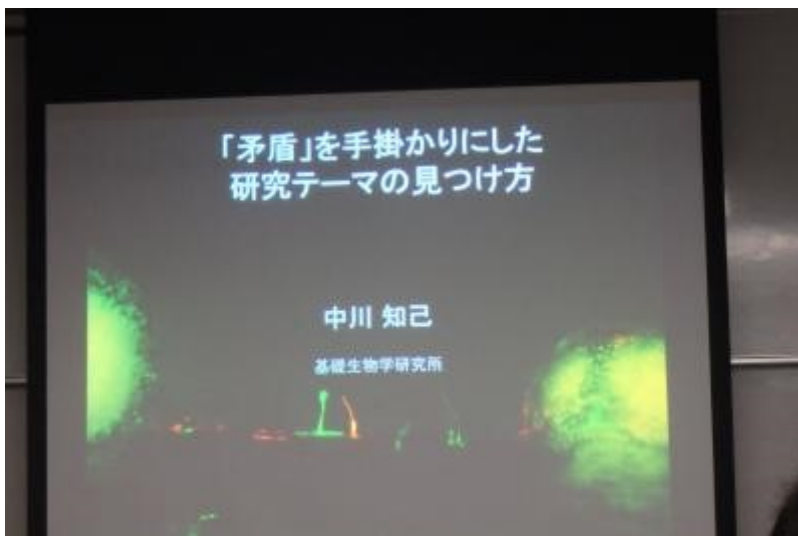 「矛盾」を手掛かりにした
研究テーマの見つけ方
中川 知己
基礎生物学研究所